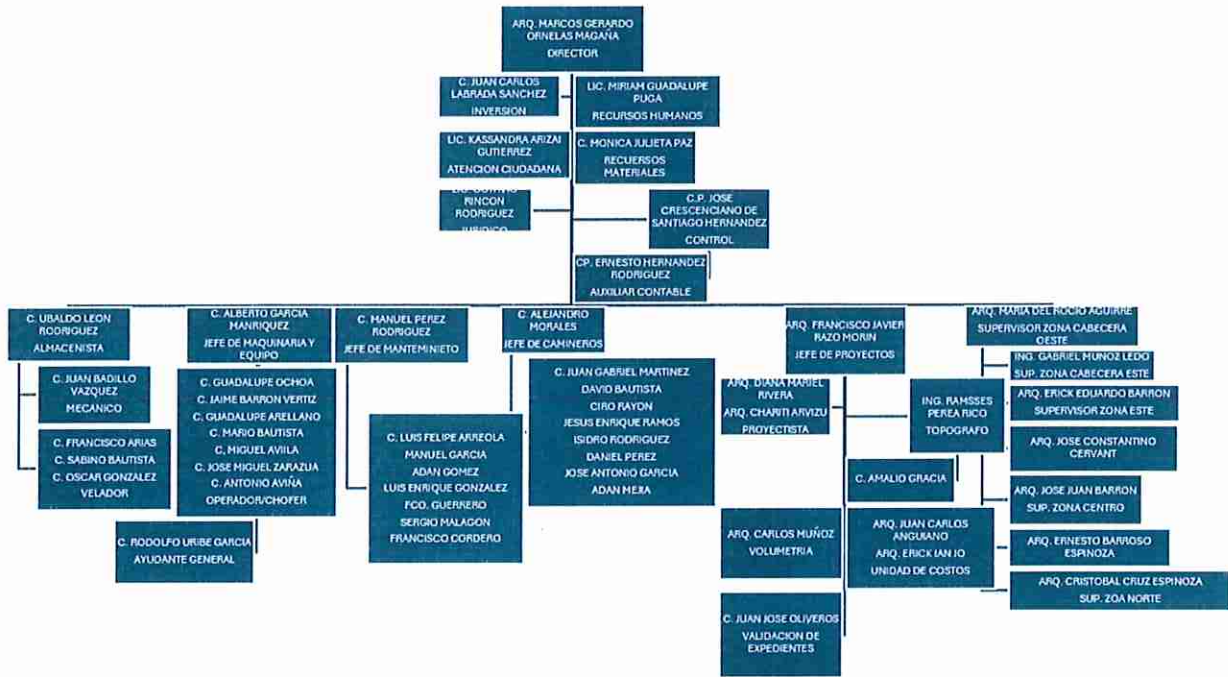 ARQ. MARCOS GERARDO
ORNELAS MAGAÑA
DIRECTOR
C. JUAN CARLOS
LABRADA SANCHEZ
INVERSION
LIC. MIRIAM GUADALUPE
PUGA
RECURSOS HUMANOS
LIC. KASSANDRA ARIZAI
GUTIERREZ
ATENCION CIUDADANA
C. MONICA JULIETA PAZ
RECUERSOS
MATERIALES
RINCON
RODRIGUEZ
JURIDICO
C.P. JOSE
CRESCENCIANO DE
SANTIAGO HERNANDEZ
CONTROL
CP. ERNESTO HERNANDEZ
RODRIGUEZ
AUXILIAR CONTABLE
C. UBALDO LEON
RODRIGUEZ
ALMACENISTA
C. JUAN BADILLO
VAZQUEZ
MECANICO
C. FRANCISCO ARIAS
C. SABINO BAUTISTA
C. OSCAR GONZALEZ
VELADOR
C. ALBERTO GARCIA
MANRIQUEZ
JEFE DE MAQUINARIA Y
EQUIPO
C. GUADALUPE OCHOA
C. JAIME BARRON VERTIZ
C. GUADALUPE ARELLANO
C. MARIO BAUTISTA
C. MIGUEL AVIILA
C. JOSE MIGUEL ZARAZUA
C. ANTONIO AVIÑA
OPERADOR/CHOFER
C. RODOLFO URIBE GARCIA
AYUDANTE GENERAL
C. MANUEL PEREZ
RODRIGUEZ
JEFE DE MANTEMINIETO
C. LUIS FELIPE ARREOLA
MANUEL GARCIA
ADAN GOMEZ
LUIS ENRIQUE GONZALEZ
FCO. GUERRERO
SERGIO MALAGON
FRANCISCO CORDERO
C. ALEJANDRO
MORALES
JEFE DE CAMINEROS
C. JUAN GABRIEL MARTINEZ
DAVID BAUTISTA
CIRO RAYON
JESUS ENRIQUE RAMOS
ISIDRO RODRIGUEZ
DANIEL PEREZ
JOSE ANTONIO GARCIA
ADAN MEXA
ARQ. FRANCISCO JAVIER
RAZO MORIN
JEFE DE PROYECTOS
ARQ. DIANA MARIEL
RIVERA
ARQ. CHARITI ARVIZU
PROYECTISTA
ING. RAMSSES
PEREA RICO
TOPOGRAFO
C. AMALIO GRACIA
ARQ. CARLOS MUÑOZ
VOLUMETRIA
ARQ. JUAN CARLOS
ANGUIANO
ARQ. ERICK IAN JO
UNIDAD DE COSTOS
C. JUAN JOSE OLIVEROS
VALIDACION DE
EXPEDIENTES
ARQ. MARIA DEL ROCIO AGUIRRE
SUPERVISOR ZONA CABECERA
OESTE
ING. GABRIEL MUÑOZ LEDO
SUP. ZONA CABECERA ESTE
ARQ. ERICK EDUARDO BARRON
SUPERVISOR ZONA ESTE
ARQ. JOSE CONSTANTINO
CERVANT
ARQ. JOSE JUAN BARRON
SUP. ZONA CENTRO
ARQ. ERNESTO BARROSO
ESPINOZA
ARQ. CRISTOBAL CRUZ ESPINOZA
SUP. ZOA NORTE